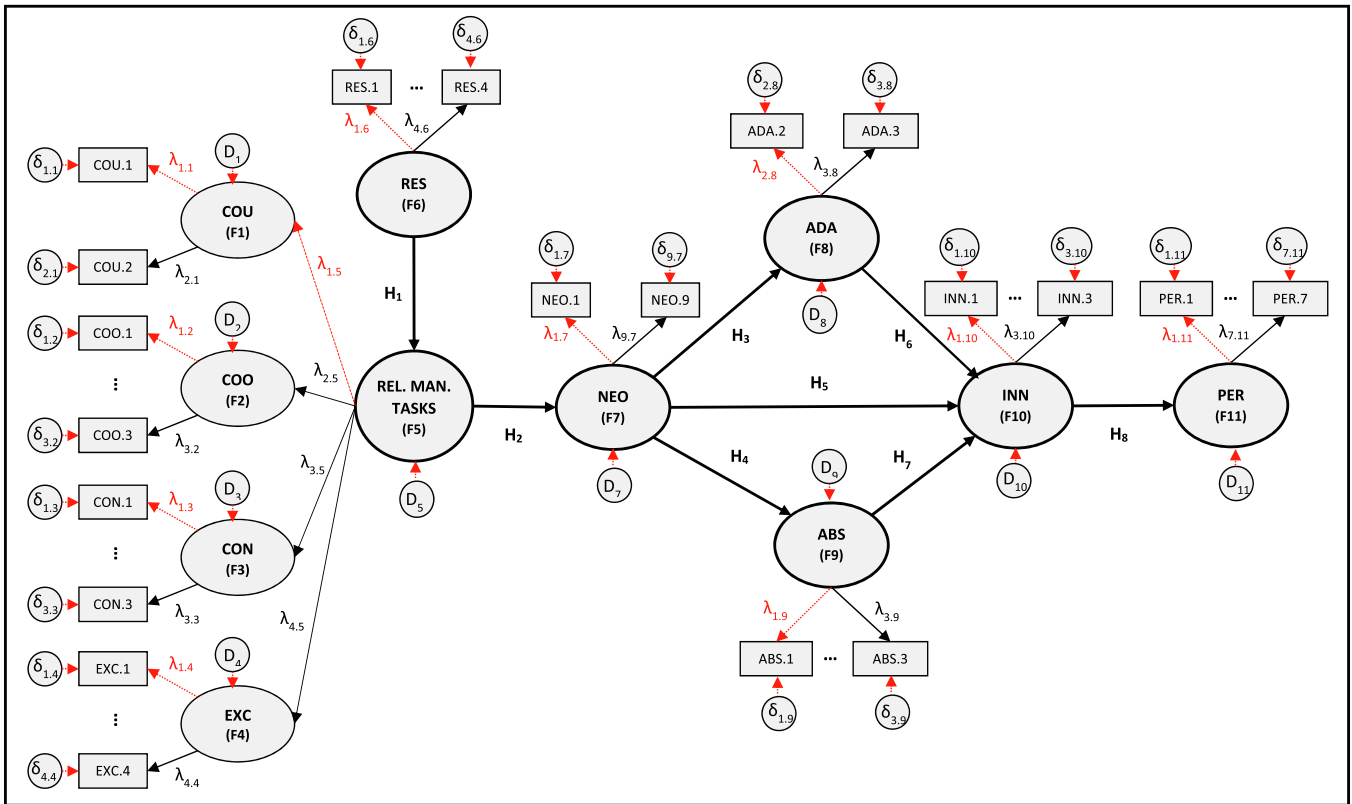 δ1.6
δ4.6
RES.1
...
RES.4
λ1.6
λ4.6
RES
(F6)
H1
δ1.1
COU.1
λ1.1
D1
COU
(F1)
δ2.1
COU.2
λ2.1
λ1.5
δ1.2
COO.1
λ1.2
D2
COO
(F2)
...
δ3.2
COO.3
λ3.2
λ2.5
REL. MAN.
TASKS
(F5)
D5
δ1.3
CON.1
λ1.3
D3
CON
(F3)
...
δ3.3
CON.3
λ3.3
λ3.5
δ1.4
EXC.1
λ1.4
D4
EXC
(F4)
...
δ4.4
EXC.4
λ4.4
λ4.5
H2
δ1.7
δ9.7
NEO.1
NEO.9
λ1.7
λ9.7
NEO
(F7)
D7
H3
H4
H5
δ2.8
δ3.8
ADA.2
ADA.3
λ2.8
λ3.8
ADA
(F8)
D8
H6
D9
ABS
(F9)
H7
λ1.9
λ3.9
ABS.1
...
ABS.3
δ1.9
δ3.9
δ1.10
δ3.10
INN.1
...
INN.3
λ1.10
λ3.10
INN
(F10)
D10
H8
δ1.11
δ7.11
PER.1
...
PER.7
λ1.11
λ7.11
PER
(F11)
D11